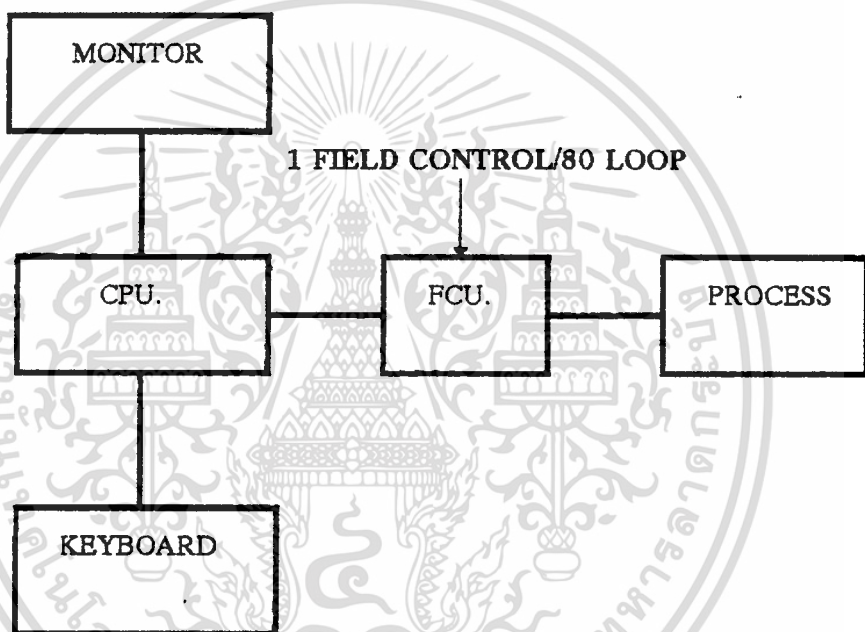 MONITOR
1 FIELD CONTROL/80 LOOP
CPU.
FCU.
PROCESS
KEYBOARD